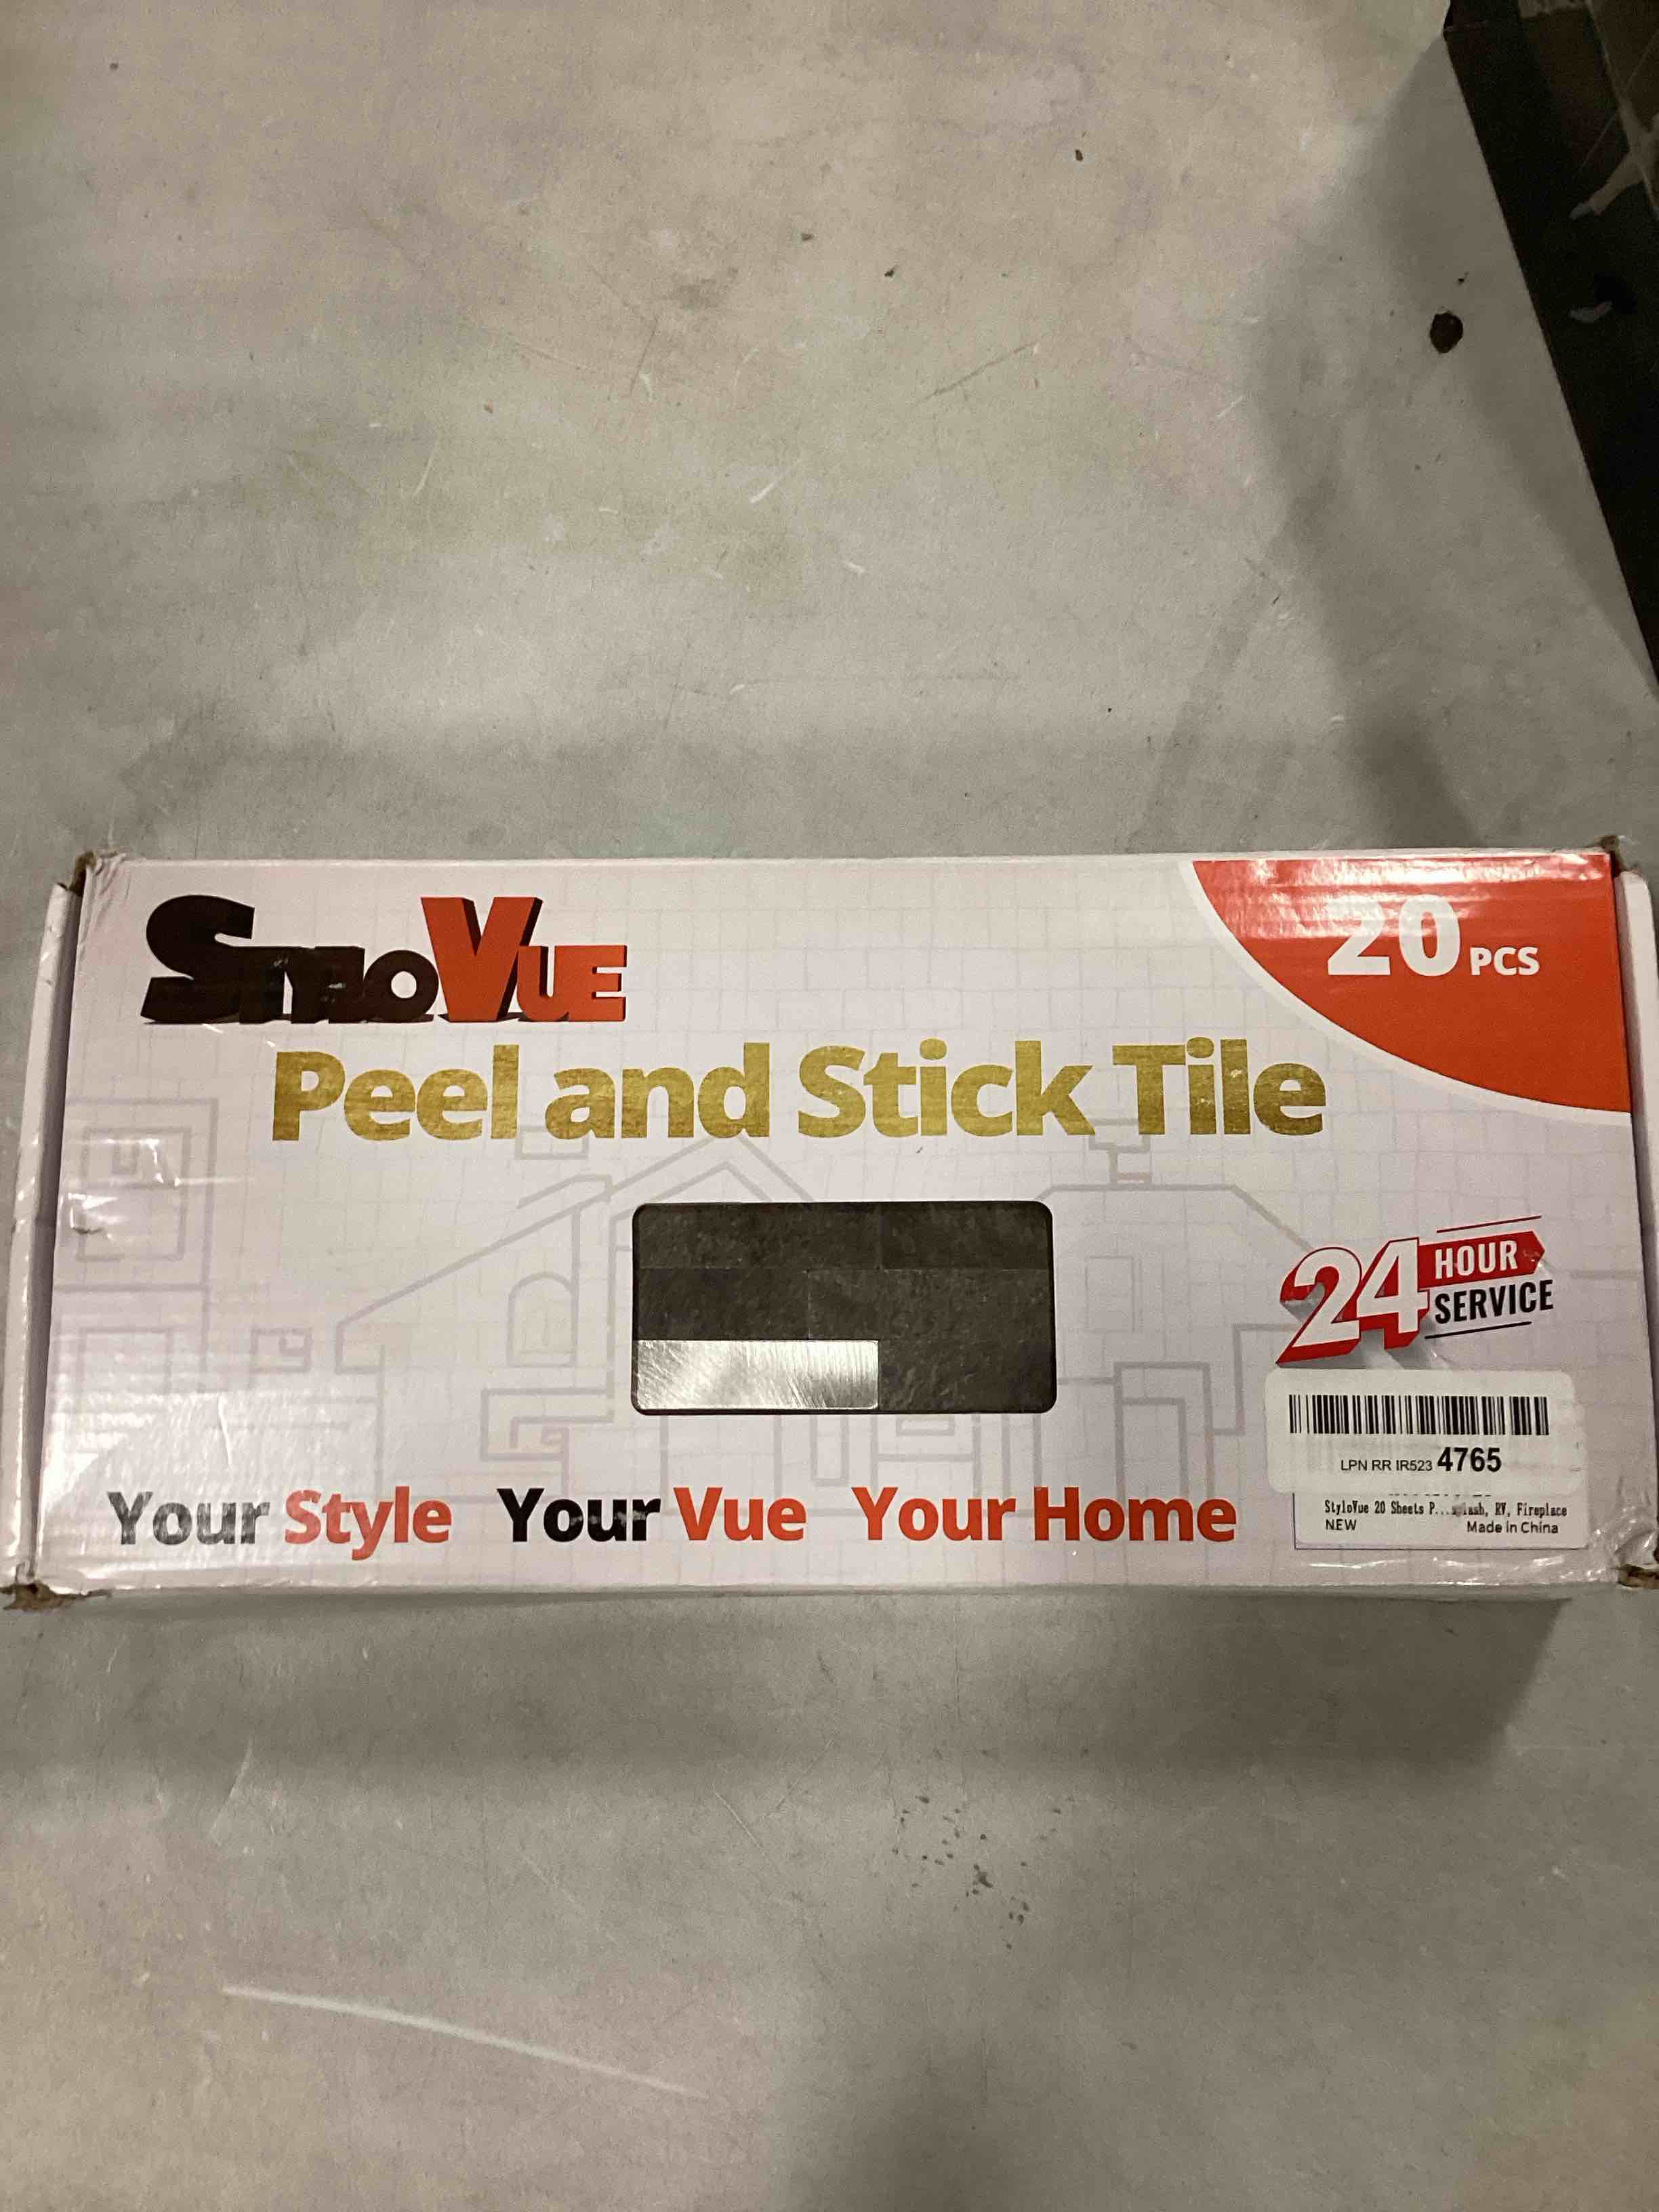 StyloVue
20 PCS
Peel and Stick Tile
24 HOUR
SERVICE
LPN RR IR523 4765
StyloVue 20 Sheets P...splash, RV, Fireplace
NEW Made in China
Your Style Your Vue Your Home